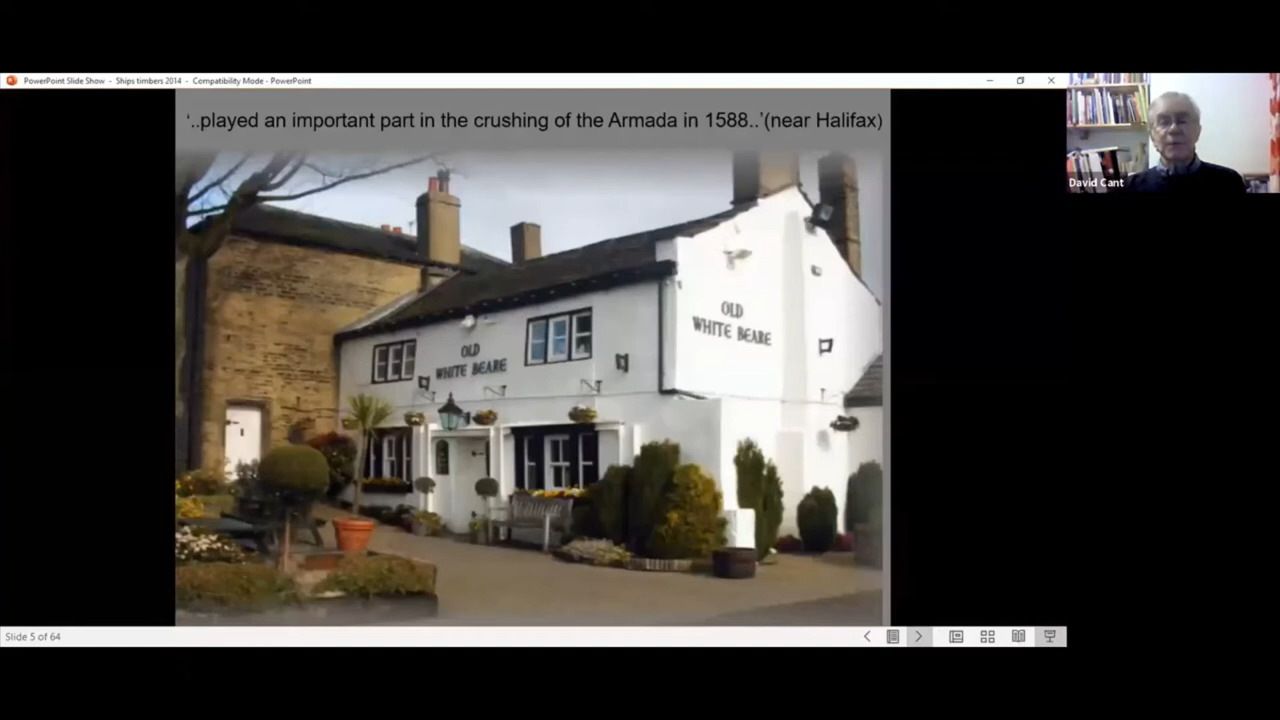 PowerPoint Slide Show - Ships timbers 2014 - Compatibility Mode - PowerPoint
'..played an important part in the crushing of the Armada in 1588..'(near Halifax)
David Cant
OLD
WHITE BEARE
OLD
WHITE BEARE
Slide 5 of 64